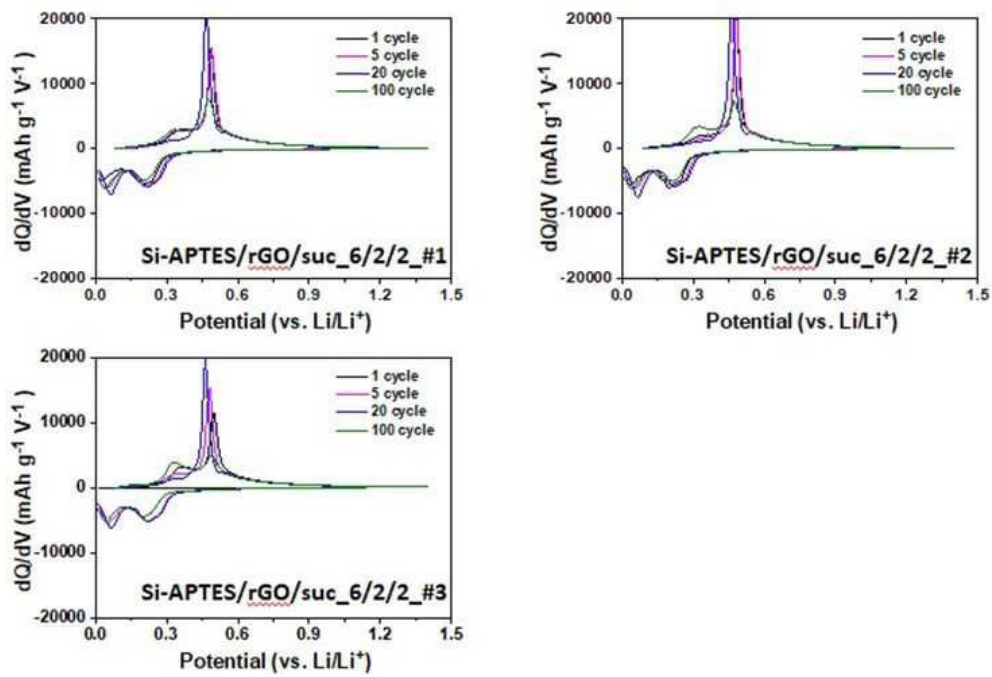 20000
10000
0
-10000
-20000
dQ/dV (mAh g⁻¹ V⁻¹)
1 cycle
5 cycle
20 cycle
100 cycle
Si-APTES/rGO/suc_6/2/2_#1
0.0 0.3 0.6 0.9 1.2 1.5
Potential (vs. Li/Li⁺)
20000
10000
0
-10000
-20000
dQ/dV (mAh g⁻¹ V⁻¹)
1 cycle
5 cycle
20 cycle
100 cycle
Si-APTES/rGO/suc_6/2/2_#2
0.0 0.3 0.6 0.9 1.2 1.5
Potential (vs. Li/Li⁺)
20000
10000
0
-10000
-20000
dQ/dV (mAh g⁻¹ V⁻¹)
1 cycle
5 cycle
20 cycle
100 cycle
Si-APTES/rGO/suc_6/2/2_#3
0.0 0.3 0.6 0.9 1.2 1.5
Potential (vs. Li/Li⁺)